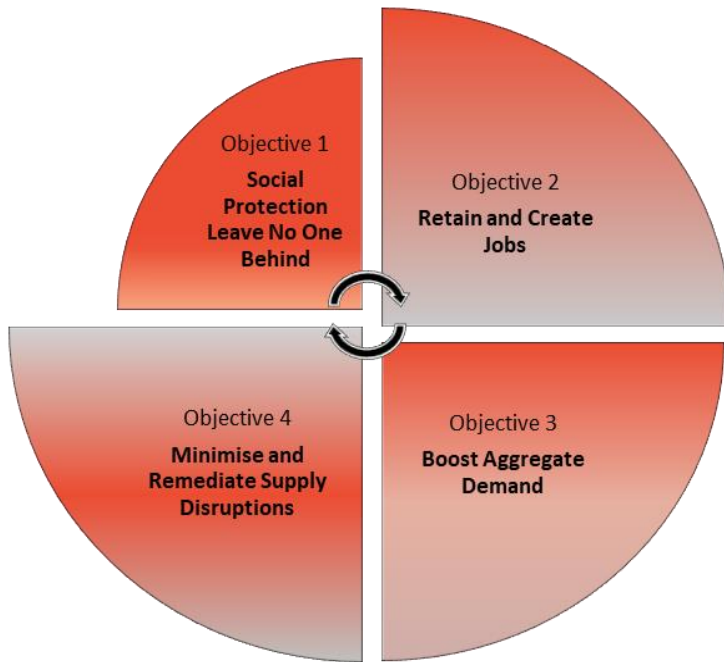 Objective 1
Social
Protection
Leave No One
Behind
Objective 2
Retain and Create
Jobs
Objective 3
Boost Aggregate
Demand
Objective 4
Minimise and
Remediate Supply
Disruptions